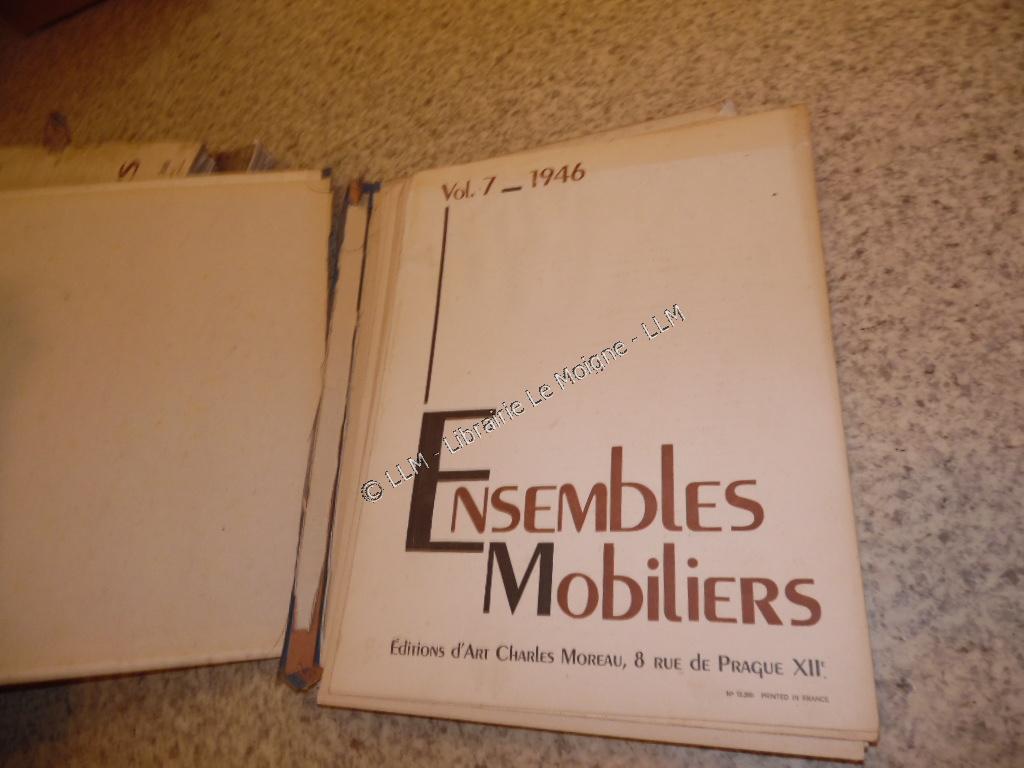 Vol. 7 – 1946
Ensembles
Mobiliers
Éditions d'Art Charles Moreau, 8 rue de Prague XIIe.
PRINTED IN FRANCE
© LLM - Librairie Le Moigne - LLM